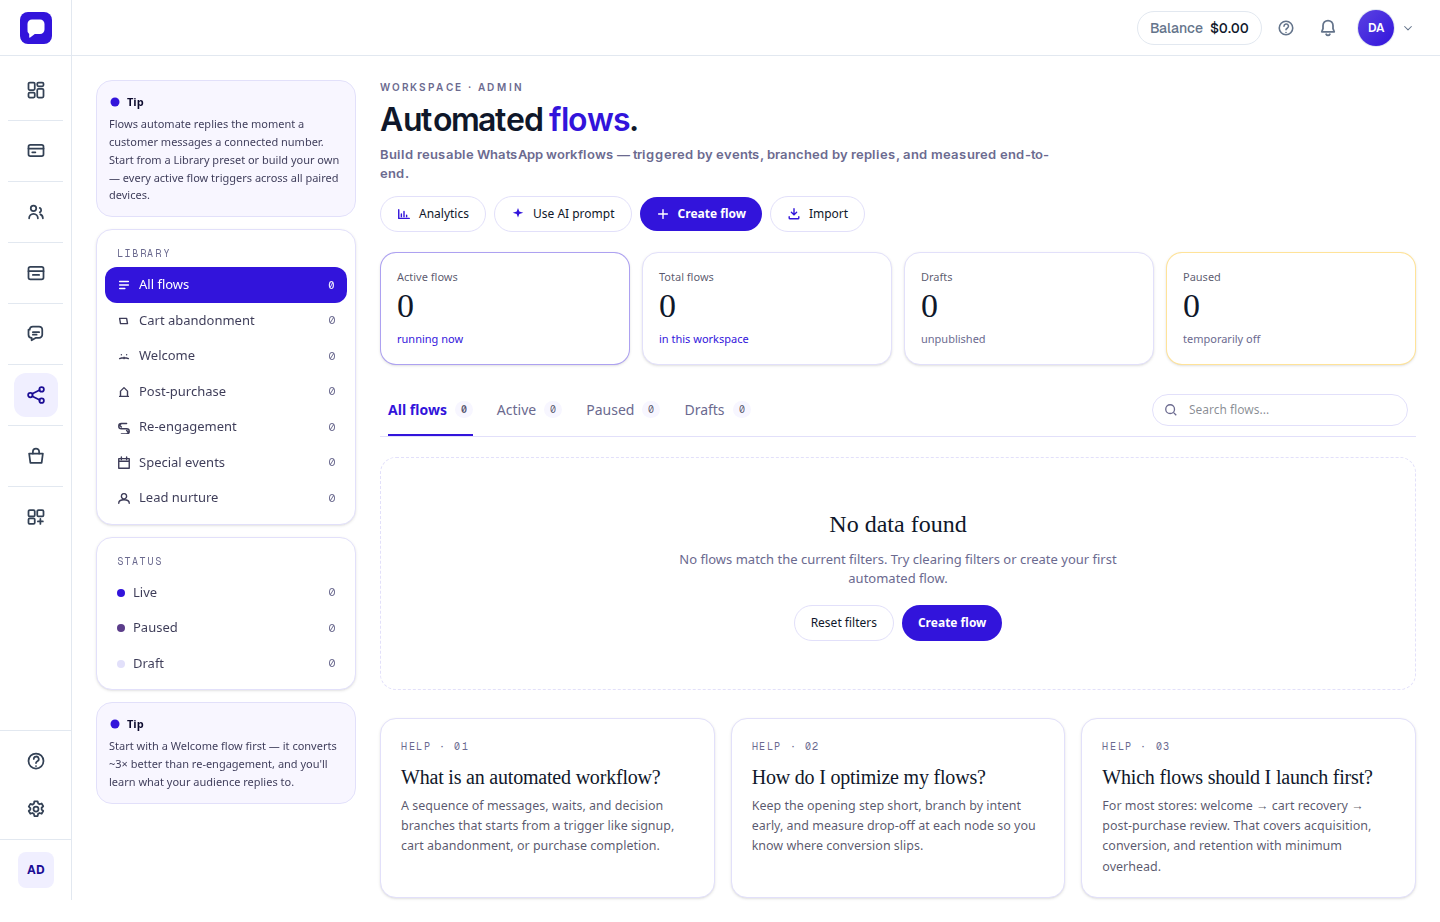 Balance $0.00
DA
Tip
Flows automate replies the moment a
customer messages a connected number.
Start from a Library preset or build your own
— every active flow triggers across all paired
devices.
LIBRARY
All flows 0
Cart abandonment 0
Welcome 0
Post-purchase 0
Re-engagement 0
Special events 0
Lead nurture 0
STATUS
Live 0
Paused 0
Draft 0
Tip
Start with a Welcome flow first — it converts
~3× better than re-engagement, and you'll
learn what your audience replies to.
AD
WORKSPACE · ADMIN
Automated flows.
Build reusable WhatsApp workflows — triggered by events, branched by replies, and measured end-to-
end.
Analytics
Use AI prompt
Create flow
Import
Active flows
0
running now
Total flows
0
in this workspace
Drafts
0
unpublished
Paused
0
temporarily off
All flows 0
Active 0
Paused 0
Drafts 0
Search flows...
No data found
No flows match the current filters. Try clearing filters or create your first
automated flow.
Reset filters
Create flow
HELP · 01
What is an automated workflow?
A sequence of messages, waits, and decision
branches that starts from a trigger like signup,
cart abandonment, or purchase completion.
HELP · 02
How do I optimize my flows?
Keep the opening step short, branch by intent
early, and measure drop-off at each node so you
know where conversion slips.
HELP · 03
Which flows should I launch first?
For most stores: welcome → cart recovery →
post-purchase review. That covers acquisition,
conversion, and retention with minimum
overhead.